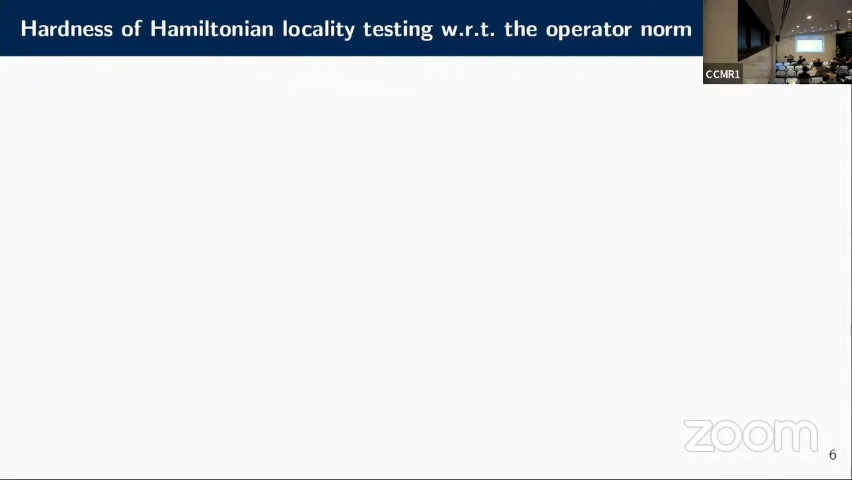 Hardness of Hamiltonian locality testing w.r.t. the operator norm
CCMR1
zoom
6